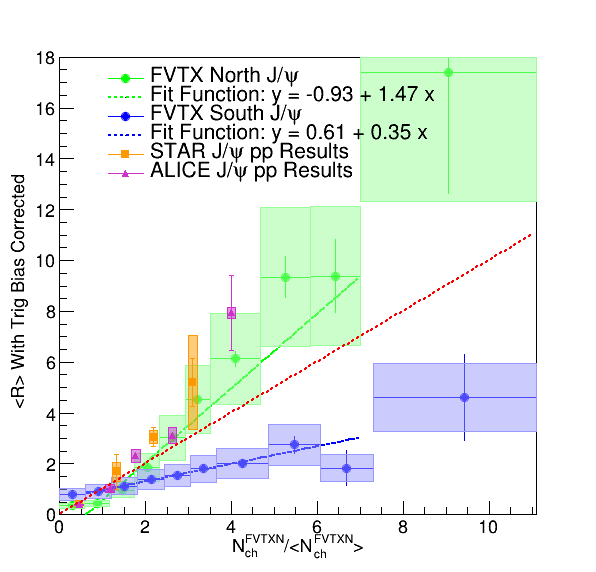 18
16
14
12
10
8
6
4
2
0
<R> With Trig Bias Corrected
FVTX North J/ψ
Fit Function: y = -0.93 + 1.47 x
FVTX South J/ψ
Fit Function: y = 0.61 + 0.35 x
STAR J/ψ pp Results
ALICE J/ψ pp Results
0 2 4 6 8 10
N_ch^FVTXN/<N_ch^FVTXN>